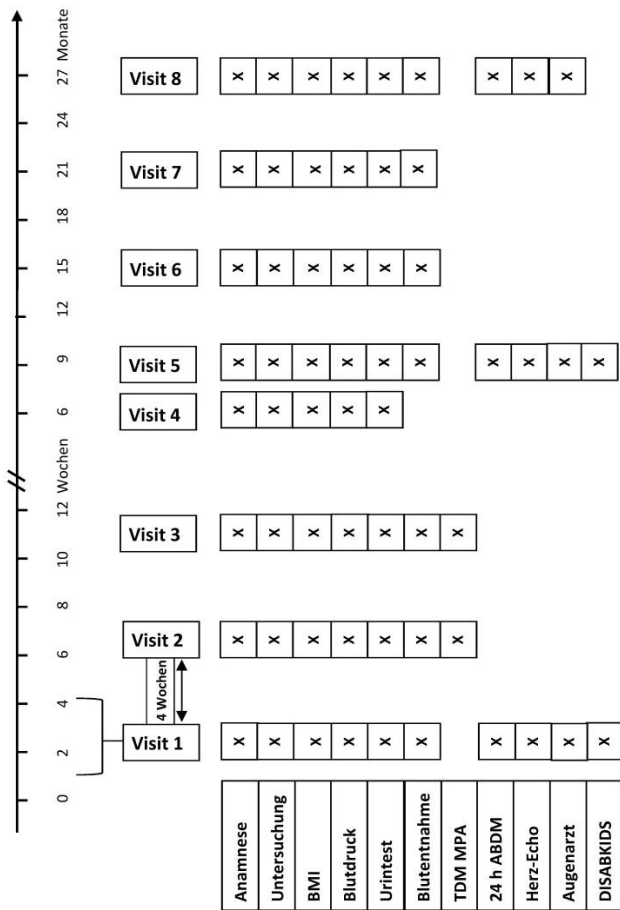 0 2 4 6 8 10 12 Wochen 6 9 12 15 18 21 24 27 Monate
Visit 1 4 Wochen Visit 2 Visit 3 Visit 4 Visit 5 Visit 6 Visit 7 Visit 8
Anamnese X X X X X X X X
Untersuchung X X X X X X X X
BMI X X X X X X X X
Blutdruck X X X X X X X X
Urintest X X X X X X X X
Blutentnahme X X X X X X X
TDM MPA X X
24 h ABDM X X X
Herz-Echo X X X
Augenarzt X X X
DISABKIDS X X